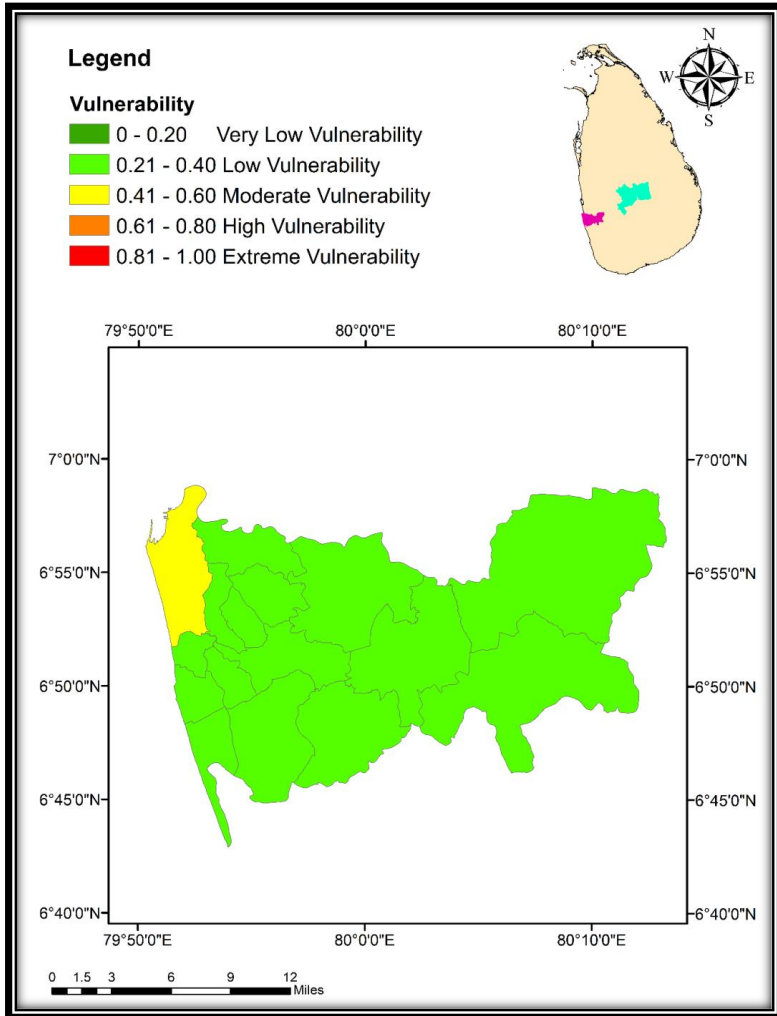 Legend
N
W E
S
Vulnerability
0 - 0.20 Very Low Vulnerability
0.21 - 0.40 Low Vulnerability
0.41 - 0.60 Moderate Vulnerability
0.61 - 0.80 High Vulnerability
0.81 - 1.00 Extreme Vulnerability
79°50'0"E 80°0'0"E 80°10'0"E
7°0'0"N 7°0'0"N
6°55'0"N 6°55'0"N
6°50'0"N 6°50'0"N
6°45'0"N 6°45'0"N
6°40'0"N 6°40'0"N
79°50'0"E 80°0'0"E 80°10'0"E
0 1.5 3 6 9 12
Miles